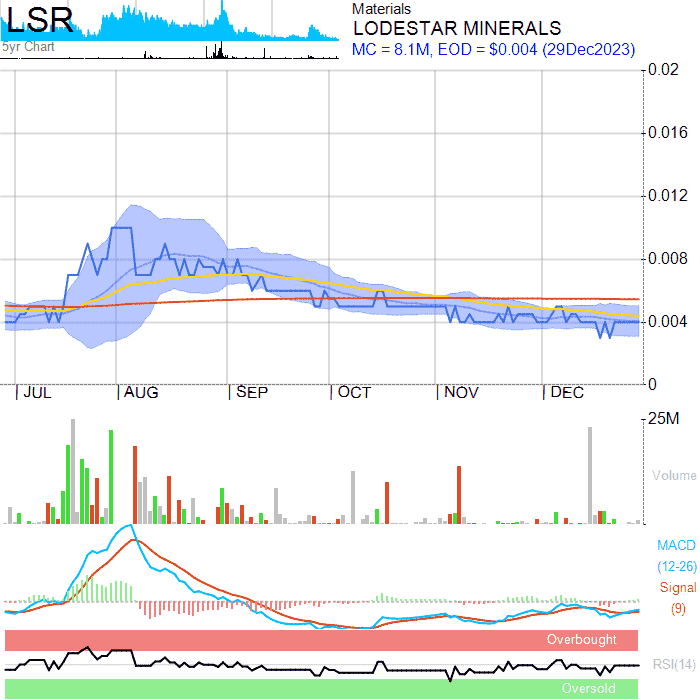 LSR
5yr Chart
Materials
LODESTAR MINERALS
MC = 8.1M, EOD = $0.004 (29Dec2023)
0.02
0.016
0.012
0.008
0.004
0
JUL
AUG
SEP
OCT
NOV
DEC
25M
Volume
MACD
(12-26)
Signal
(9)
Overbought
RSI(14)
Oversold